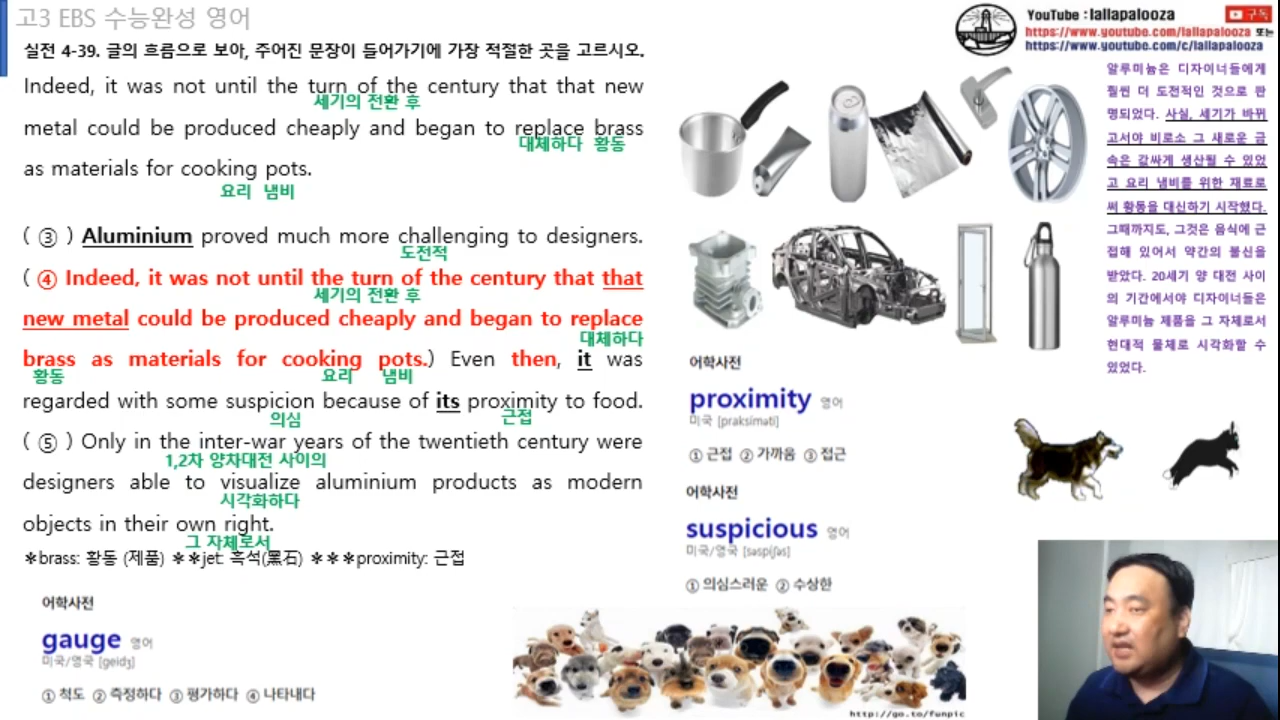 고3 EBS 수능완성 영어
실전 4-39. 글의 흐름으로 보아, 주어진 문장이 들어가기에 가장 적절한 곳을 고르시오.
Indeed, it was not until the turn of the century that that new
세기의 전환 후
metal could be produced cheaply and began to replace brass
대체하다 황동
as materials for cooking pots.
요리 냄비
( ③ ) Aluminium proved much more challenging to designers.
도전적
( ④ Indeed, it was not until the turn of the century that that
세기의 전환 후
new metal could be produced cheaply and began to replace
대체하다
brass as materials for cooking pots.) Even then, it was
황동 요리 냄비
regarded with some suspicion because of its proximity to food.
의심 근접
( ⑤ ) Only in the inter-war years of the twentieth century were
1,2차 양차대전 사이의
designers able to visualize aluminium products as modern
시각화하다
objects in their own right.
그 자체로서
*brass: 황동 (제품) **jet: 흑석(黑石) ***proximity: 근접
어학사전
gauge 영어
미국/영국 [geidʒ]
① 척도 ② 측정하다 ③ 평가하다 ④ 나타내다
YouTube : lallapalooza
구독
https://www.youtube.com/lallapalooza 또는
https://www.youtube.com/c/lallapalooza
알루미늄은 디자이너들에게
훨씬 더 도전적인 것으로 판
명되었다. 사실, 세기가 바뀌
고서야 비로소 그 새로운 금
속은 값싸게 생산될 수 있었
고 요리 냄비를 위한 재료로
써 황동을 대신하기 시작했다.
그때까지도, 그것은 음식에 근
접해 있어서 약간의 불신을
받았다. 20세기 양 대전 사이
의 기간에서야 디자이너들은
알루미늄 제품을 그 자체로서
현대적 물체로 시각화할 수
있었다.
어학사전
proximity 영어
미국 [praksíməti]
① 근접 ② 가까움 ③ 접근
어학사전
suspicious 영어
미국/영국 [səspíʃəs]
① 의심스러운 ② 수상한
http://go.to/funpic